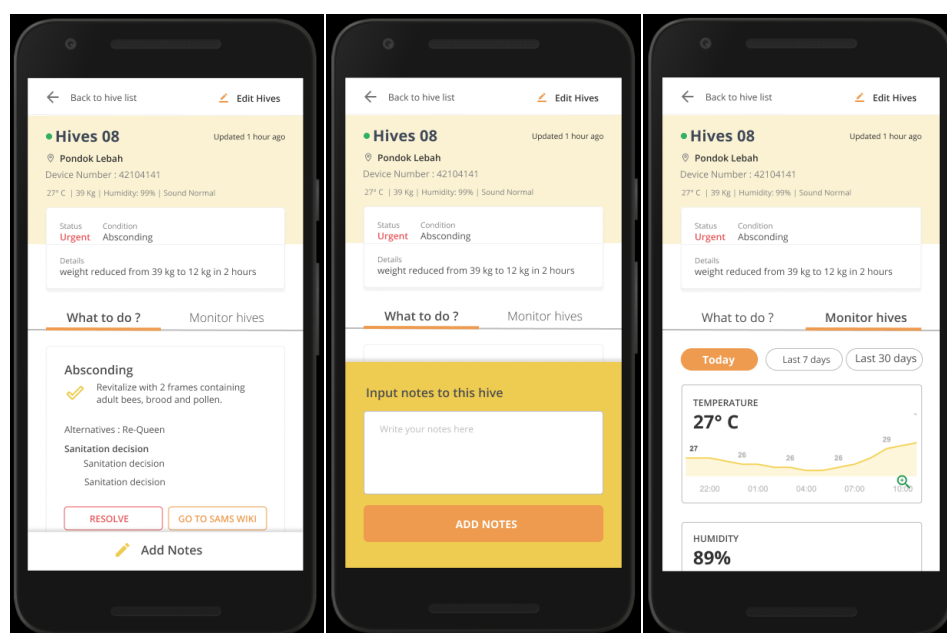 Back to hive list
Edit Hives
Hives 08
Updated 1 hour ago
Pondok Lebah
Device Number : 42104141
27° C | 39 Kg | Humidity: 99% | Sound Normal
Status Condition
Urgent Absconding
Details
weight reduced from 39 kg to 12 kg in 2 hours
What to do ?
Monitor hives
Absconding
Revitalize with 2 frames containing
adult bees, brood and pollen.
Alternatives : Re-Queen
Sanitation decision
Sanitation decision
Sanitation decision
RESOLVE
GO TO SAMS WIKI
Add Notes
Back to hive list
Edit Hives
Hives 08
Updated 1 hour ago
Pondok Lebah
Device Number : 42104141
27° C | 39 Kg | Humidity: 99% | Sound Normal
Status Condition
Urgent Absconding
Details
weight reduced from 39 kg to 12 kg in 2 hours
What to do ?
Monitor hives
Input notes to this hive
Write your notes here
ADD NOTES
Back to hive list
Edit Hives
Hives 08
Updated 1 hour ago
Pondok Lebah
Device Number : 42104141
27° C | 39 Kg | Humidity: 99% | Sound Normal
Status Condition
Urgent Absconding
Details
weight reduced from 39 kg to 12 kg in 2 hours
What to do ?
Monitor hives
Today
Last 7 days
Last 30 days
TEMPERATURE
27° C
27 26 26 26 29
22:00 01:00 04:00 07:00 10:00
HUMIDITY
89%